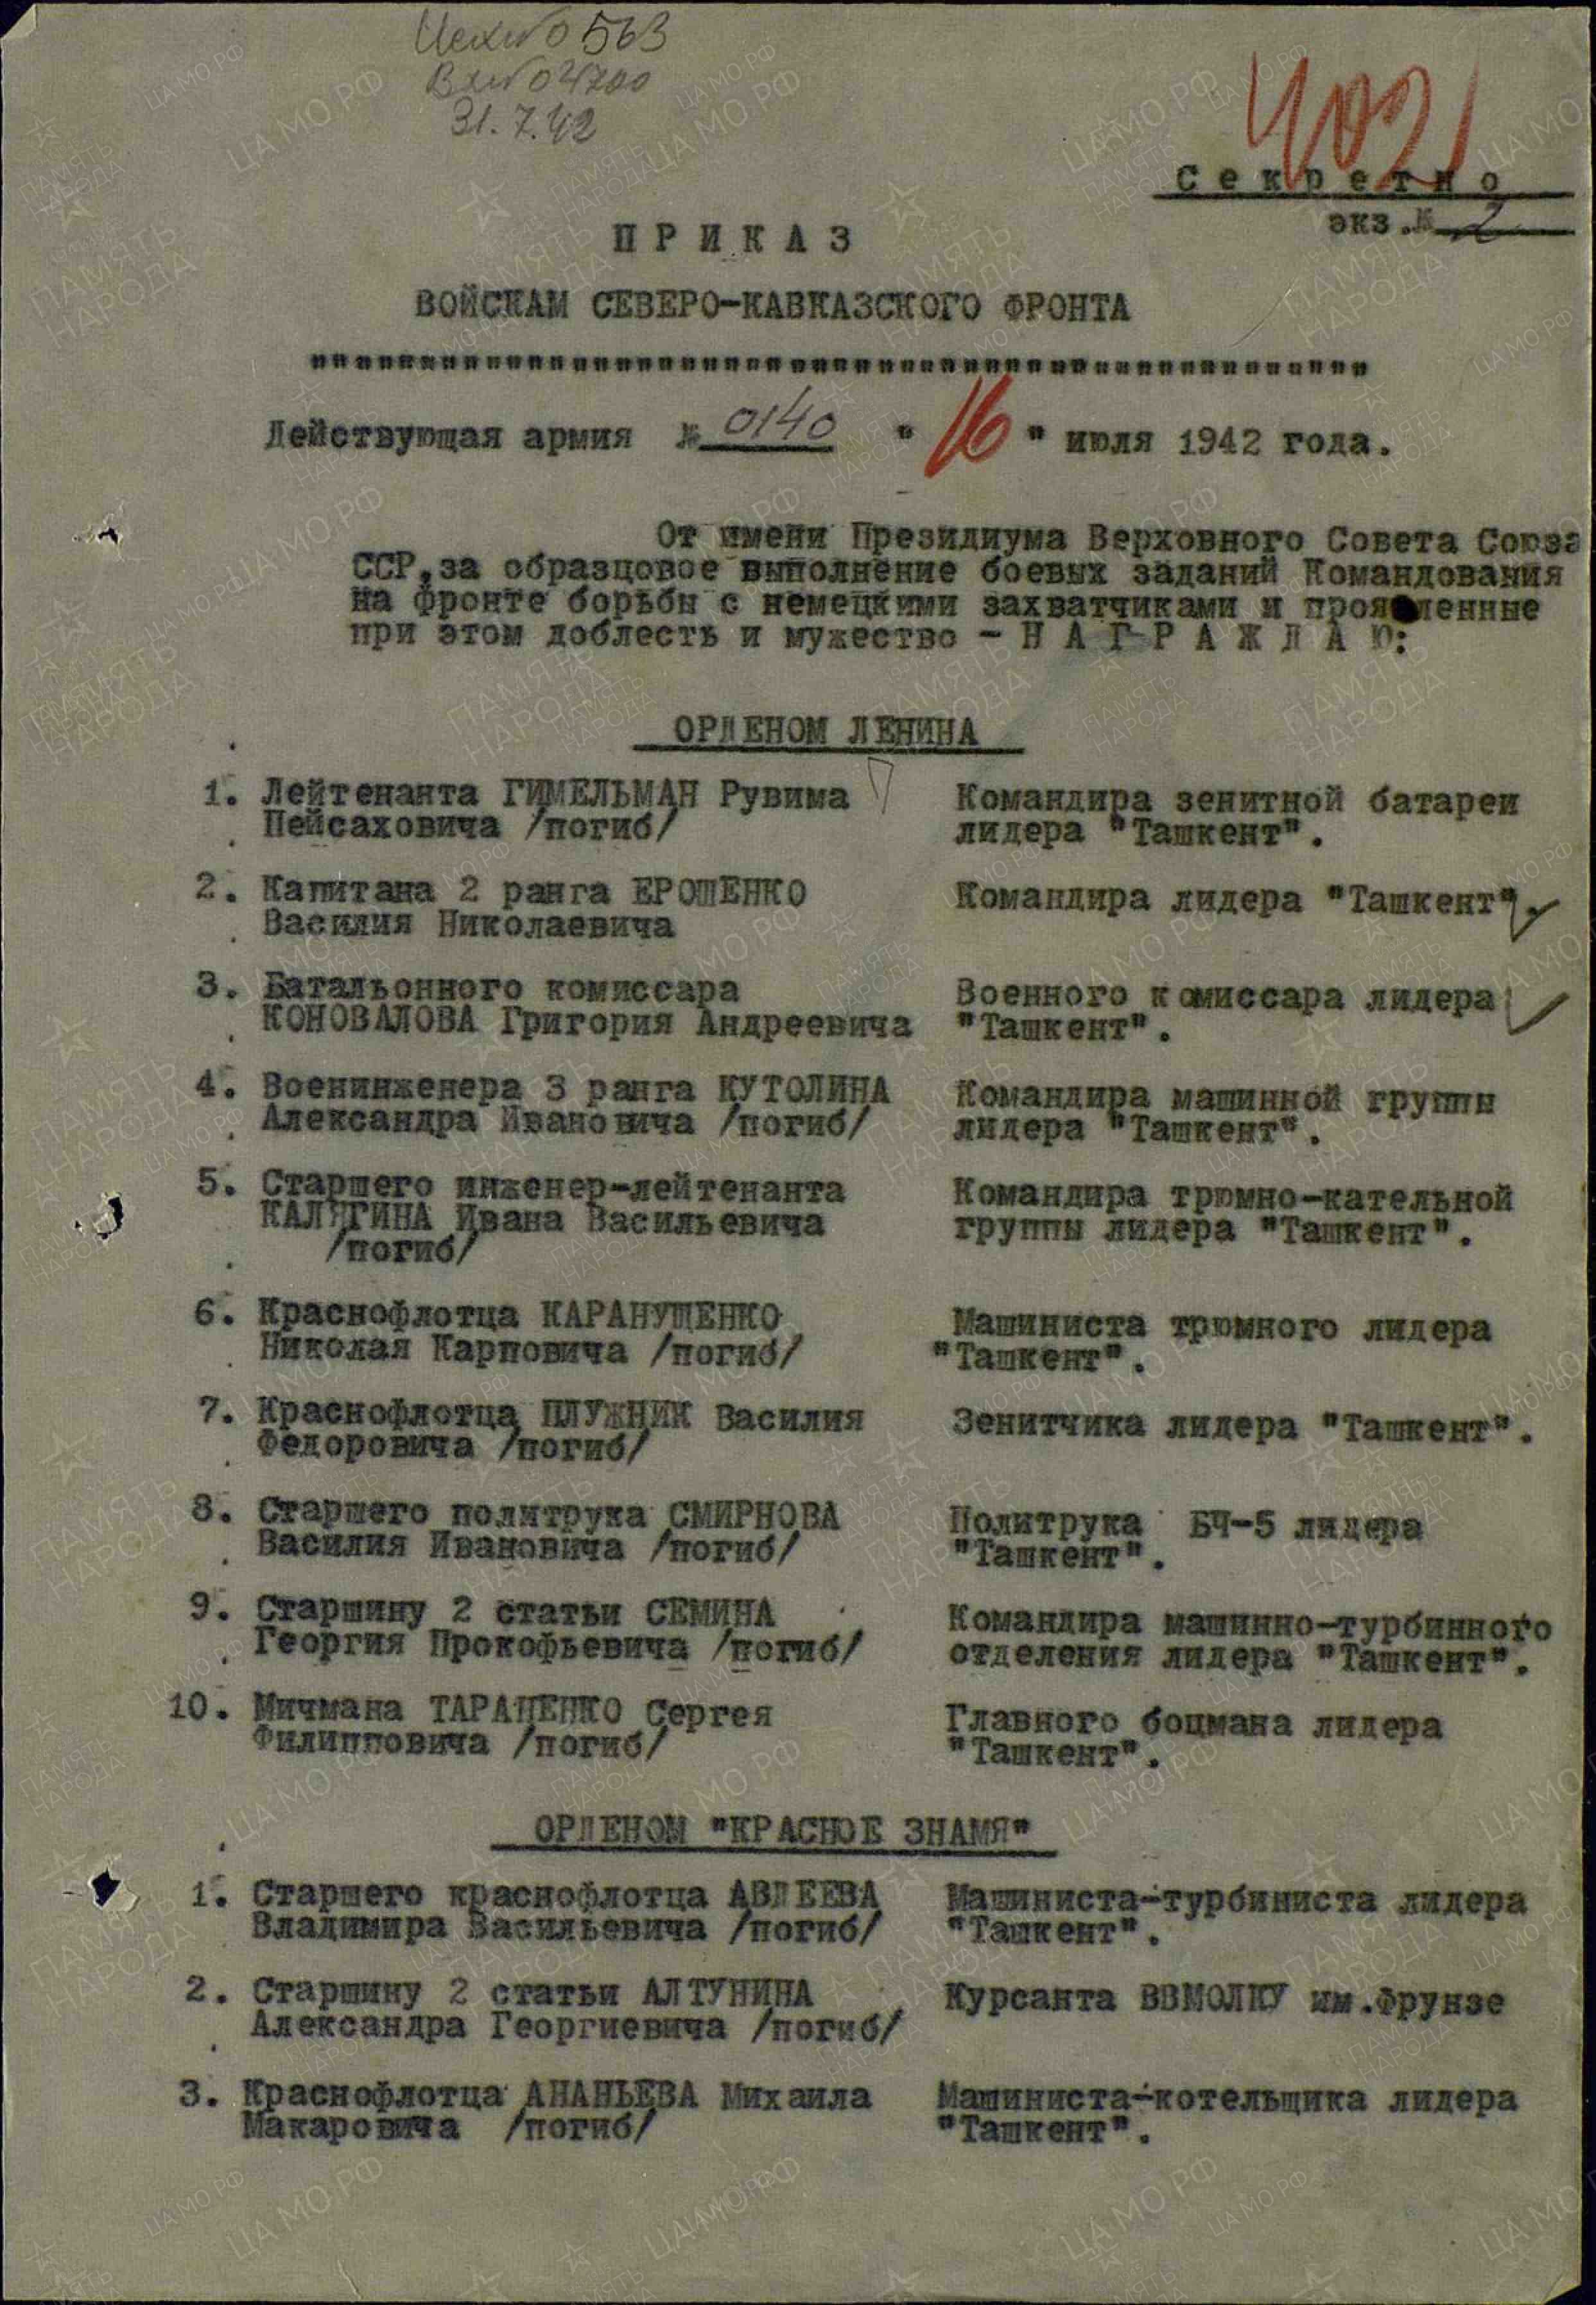 Исх№0563
Вх№04700
31.7.42
4021
Секретно
экз.№ 2
ПРИКАЗ
ВОЙСКАМ СЕВЕРО-КАВКАЗСКОГО ФРОНТА
Действующая армия № 0140 "16" июля 1942 года.
От имени Президиума Верховного Совета Союза
ССР, за образцовое выполнение боевых заданий Командования
на фронте борьбы с немецкими захватчиками и проявленные
при этом доблесть и мужество - Н А Г Р А Ж Д А Ю:
ОРДЕНОМ ЛЕНИНА
1. Лейтенанта ГИМЕЛЬМАН Рувима Командира зенитной батареи
Пейсаховича /погиб/ лидера "Ташкент".
2. Капитана 2 ранга ЕРОШЕНКО Командира лидера "Ташкент".
Василия Николаевича
3. Батальонного комиссара Военного комиссара лидера
КОНОВАЛОВА Григория Андреевича "Ташкент".
4. Военинженера 3 ранга КУТОЛИНА Командира машинной группы
Александра Ивановича /погиб/ лидера "Ташкент".
5. Старшего инженер-лейтенанта Командира трюмно-кательной
КАЛЯГИНА Ивана Васильевича группы лидера "Ташкент".
/погиб/
6. Краснофлотца КАРАНУЩЕНКО Машиниста трюмного лидера
Николая Карповича /погиб/ "Ташкент".
7. Краснофлотца ПЛУЖНИК Василия Зенитчика лидера "Ташкент".
Федоровича /погиб/
8. Старшего политрука СМИРНОВА Политрука БЧ-5 лидера
Василия Ивановича /погиб/ "Ташкент".
9. Старшину 2 статьи СЕМИНА Командира машинно-турбинного
Георгия Прокофьевича /погиб/ отделения лидера "Ташкент".
10. Мичмана ТАРАНЕНКО Сергея Главного боцмана лидера
Филипповича /погиб/ "Ташкент".
ОРДЕНОМ "КРАСНОЕ ЗНАМЯ"
1. Старшего краснофлотца АВДЕЕВА Машиниста-турбиниста лидера
Владимира Васильевича /погиб/ "Ташкент".
2. Старшину 2 статьи АЛТУНИНА Курсанта ВВМОЛКУ им.Фрунзе
Александра Георгиевича /погиб/
3. Краснофлотца АНАНЬЕВА Михаила Машиниста-котельщика лидера
Макаровича /погиб/ "Ташкент".